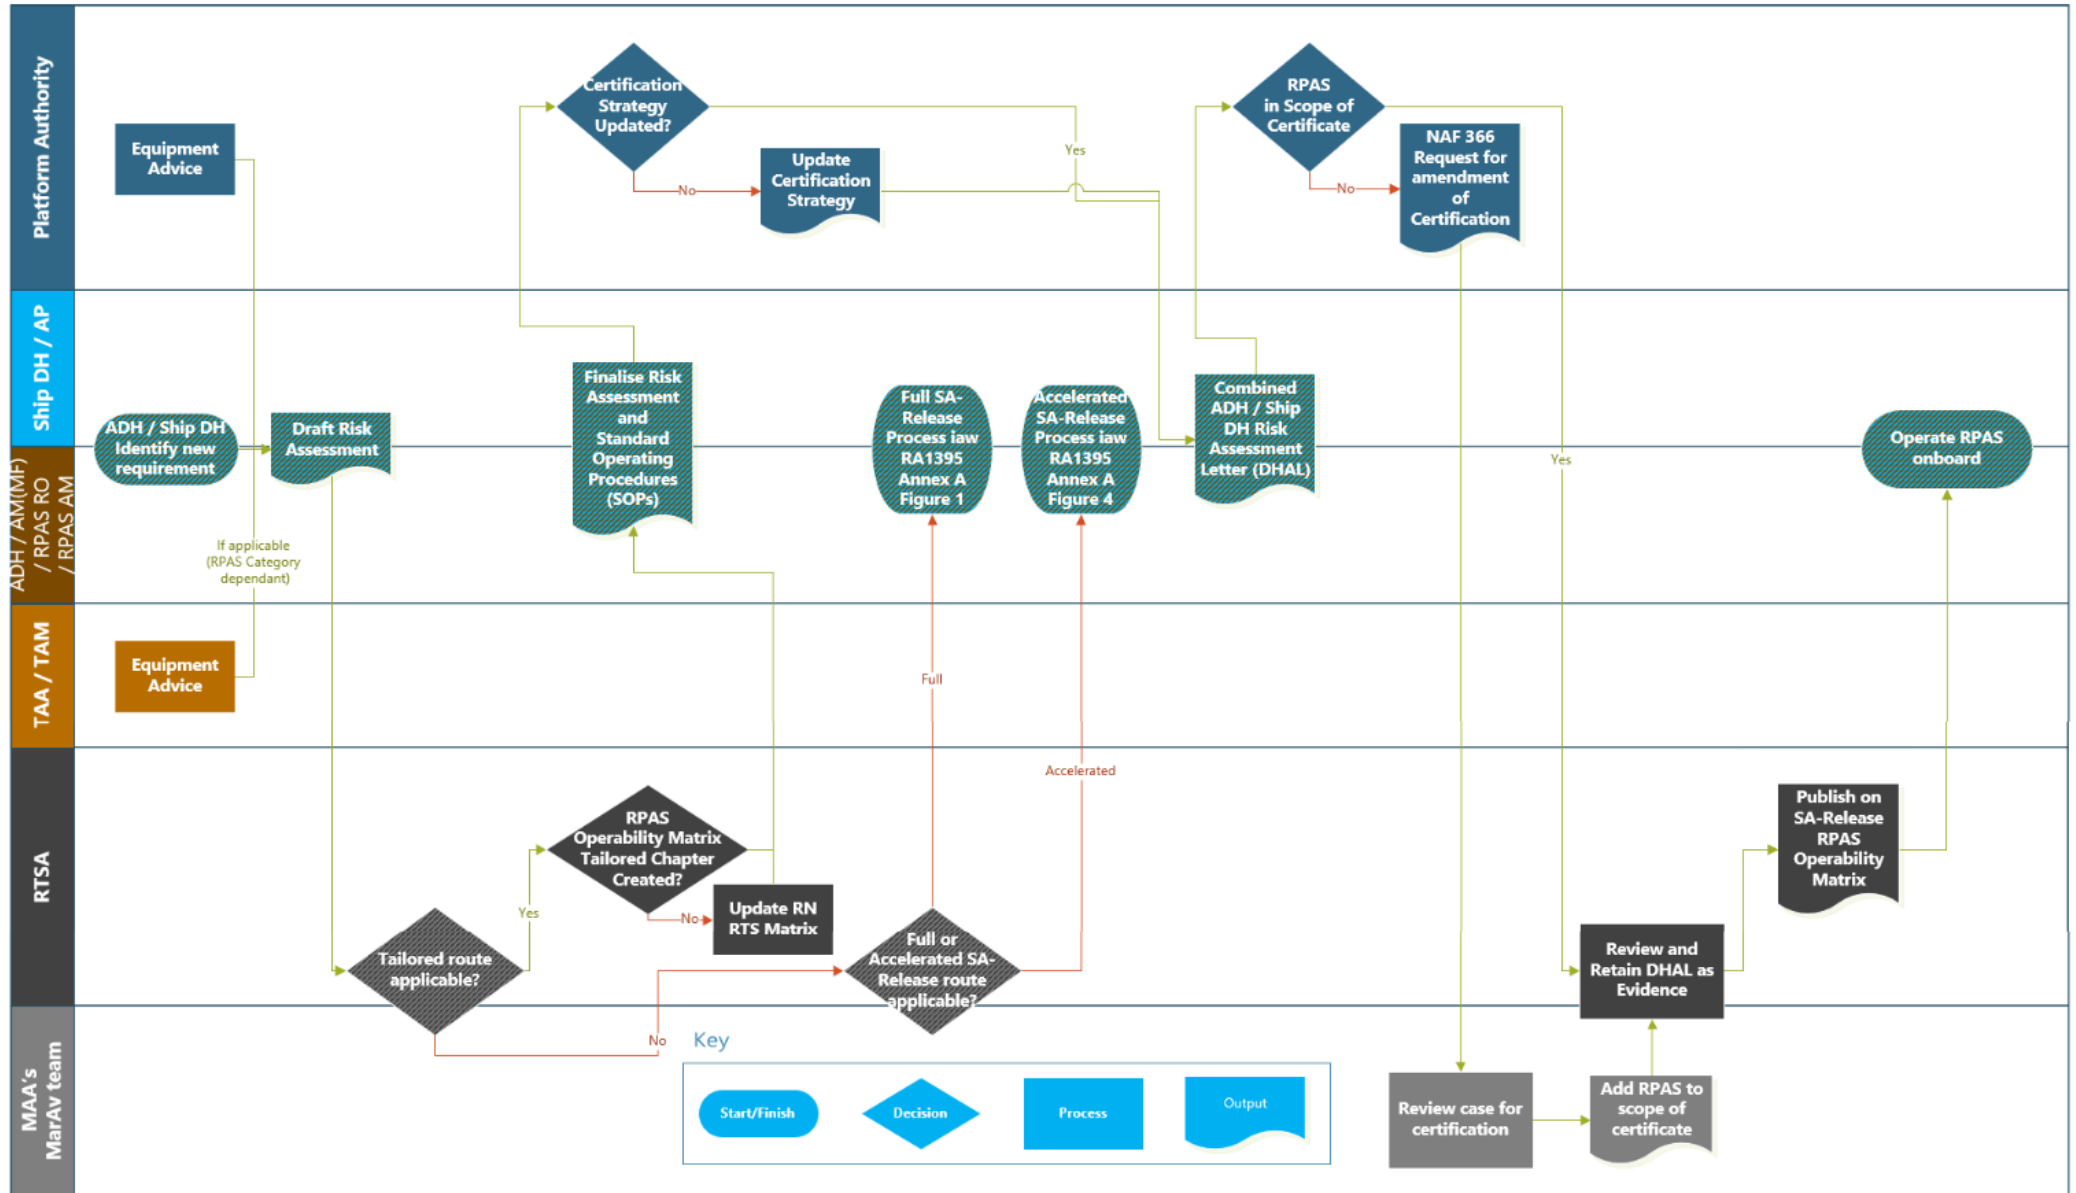 Platform Authority
Equipment
Advice
Certification
Strategy
Updated?
No
Update
Certification
Strategy
Yes
RPAS
in Scope of
Certificate
No
NAF 366
Request for
amendment
of
Certification
Ship DH / AP
ADH / AM(MF)
/ RPAS RO
/ RPAS AM
ADH / Ship DH
Identify new
requirement
Draft Risk
Assessment
Finalise Risk
Assessment
and
Standard
Operating
Procedures
(SOPs)
Full SA-
Release
Process iaw
RA1395
Annex A
Figure 1
Accelerated
SA-Release
Process iaw
RA1395
Annex A
Figure 4
Combined
ADH / Ship
DH Risk
Assessment
Letter (DHAL)
Yes
Operate RPAS
onboard
If applicable
(RPAS Category
dependant)
TAA / TAM
Equipment
Advice
Full
RTSA
Accelerated
RPAS
Operability Matrix
Tailored Chapter
Created?
Yes
No
Update RN
RTS Matrix
Tailored route
applicable?
Full or
Accelerated SA-
Release route
applicable?
Publish on
SA-Release
RPAS
Operability
Matrix
Review and
Retain DHAL as
Evidence
MAA's
MarAv team
No
Key
Start/Finish
Decision
Process
Output
Review case for
certification
Add RPAS to
scope of
certificate